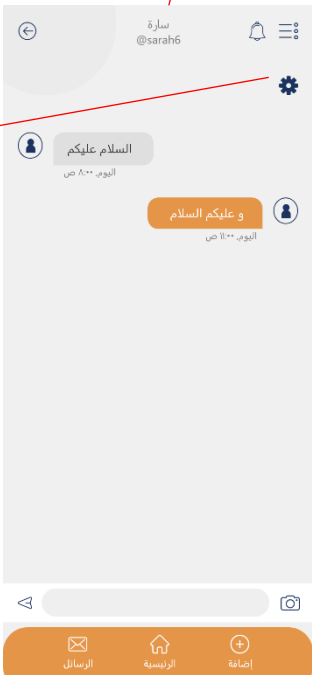 سارة
@sarah6
السلام عليكم
اليوم، ٨:٠٠ ص
و عليكم السلام
اليوم، ١١:٠٠ ص
إضافة
الرئيسية
الرسائل